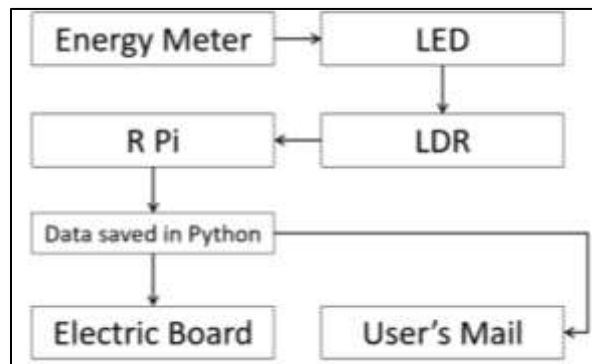 Energy Meter
LED
R Pi
LDR
Data saved in Python
Electric Board
User's Mail